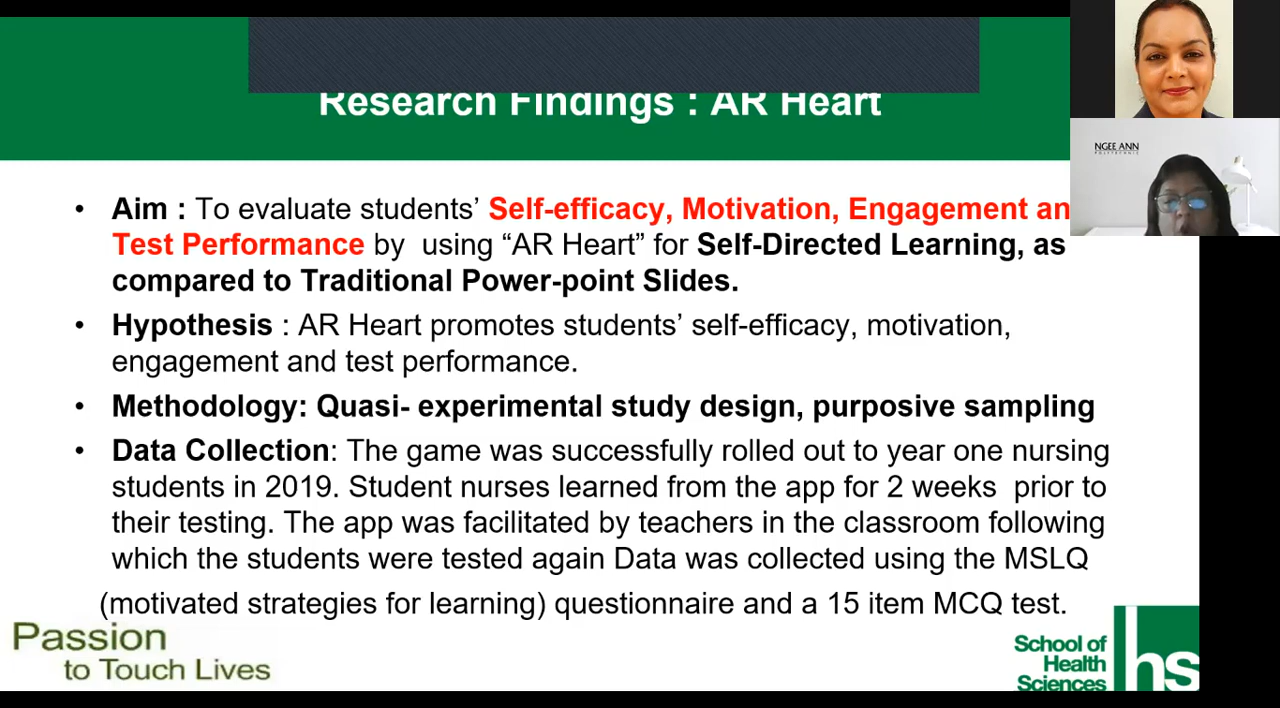 Research Findings : AR Heart
NGEE ANN
POLYTECHNIC
• Aim : To evaluate students’ Self-efficacy, Motivation, Engagement an
Test Performance by using “AR Heart” for Self-Directed Learning, as
compared to Traditional Power-point Slides.
• Hypothesis : AR Heart promotes students’ self-efficacy, motivation,
engagement and test performance.
• Methodology: Quasi- experimental study design, purposive sampling
• Data Collection: The game was successfully rolled out to year one nursing
students in 2019. Student nurses learned from the app for 2 weeks prior to
their testing. The app was facilitated by teachers in the classroom following
which the students were tested again Data was collected using the MSLQ
(motivated strategies for learning) questionnaire and a 15 item MCQ test.
Passion
to Touch Lives
School of
Health
Sciences
hs